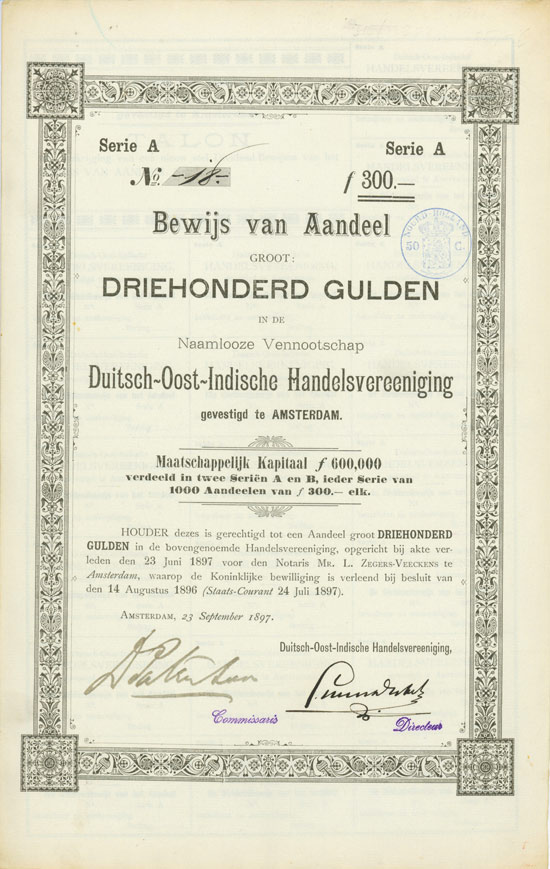 Serie A Serie A
No. -18.- ƒ 300.—
NOORD-HOLLAND
50 C.
Bewijs van Aandeel
GROOT:
DRIEHONDERD GULDEN
IN DE
Naamlooze Vennootschap
Duitsch-Oost-Indische Handelsvereeniging
gevestigd te AMSTERDAM.
Maatschappelijk Kapitaal ƒ 600,000
verdeeld in twee Seriën A en B, ieder Serie van
1000 Aandeelen van ƒ 300.— elk.
HOUDER dezes is gerechtigd tot een Aandeel groot DRIEHONDERD
GULDEN in de bovengenoemde Handelsvereeniging, opgericht bij akte ver-
leden den 23 Juni 1897 voor den Notaris MR. L. ZEGERS-VEECKENS te
Amsterdam, waarop de Koninklijke bewilliging is verleend bij besluit van
den 14 Augustus 1896 (Staats-Courant 24 Juli 1897).
AMSTERDAM, 23 September 1897.
Duitsch-Oost-Indische Handelsvereeniging,
Commissaris Directeur